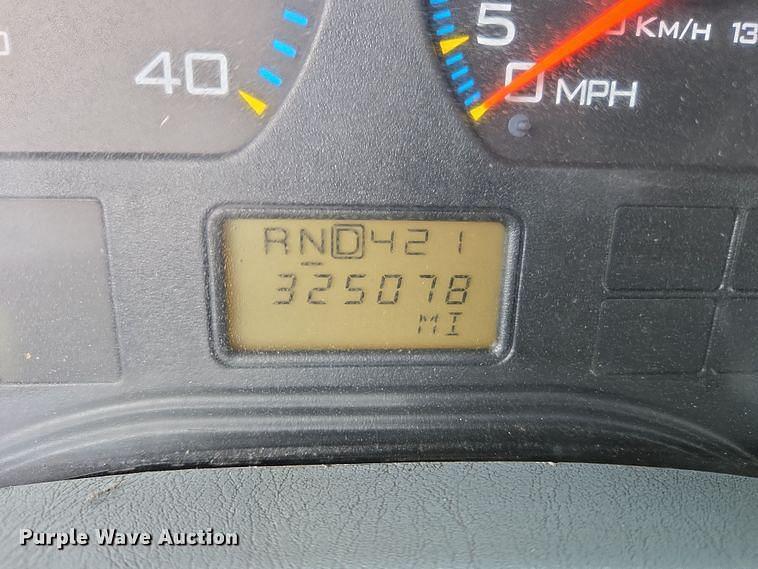 40
5
0 MPH
Km/H
RND421
325078
MI
Purple Wave Auction